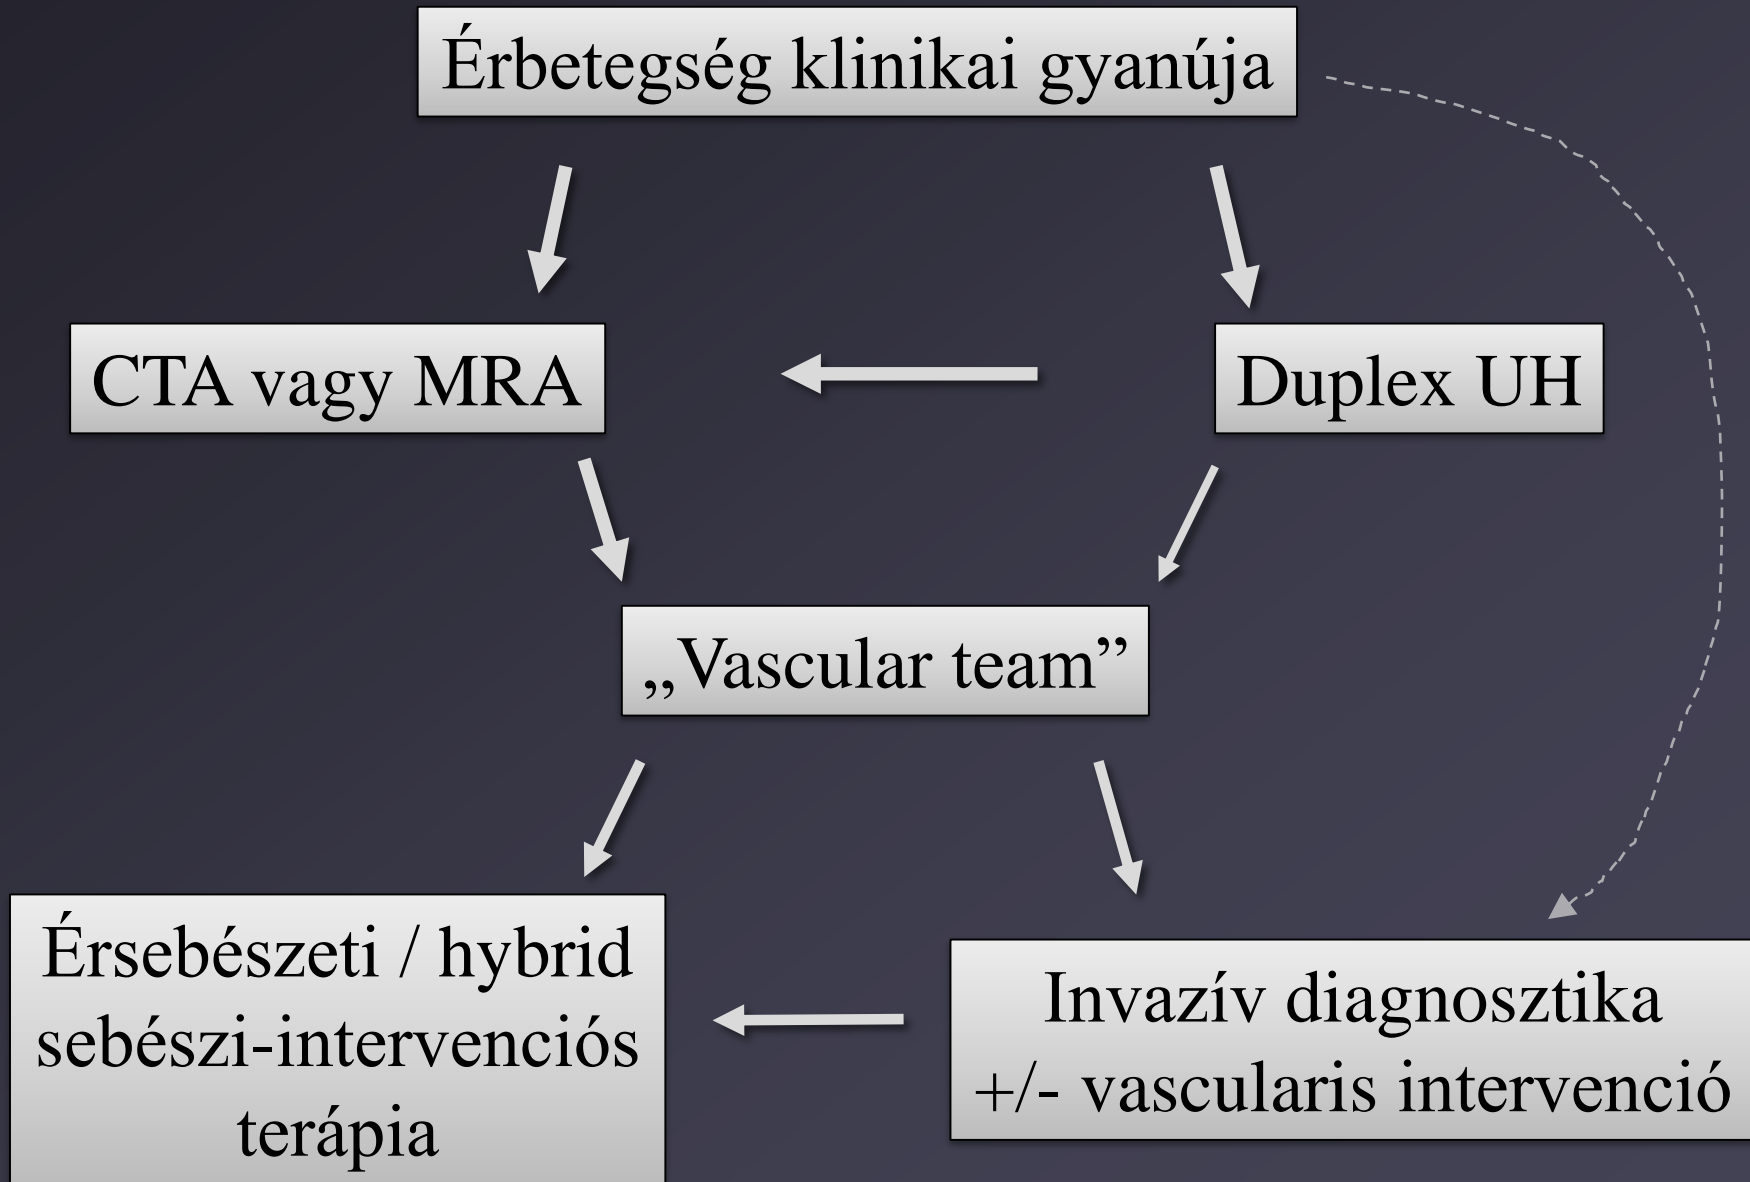 Érbetegség klinikai gyanúja
CTA vagy MRA
Duplex UH
„Vascular team”
Érsebészeti / hybrid
sebészi-intervenciós
terápia
Invazív diagnosztika
+/- vascularis intervenció